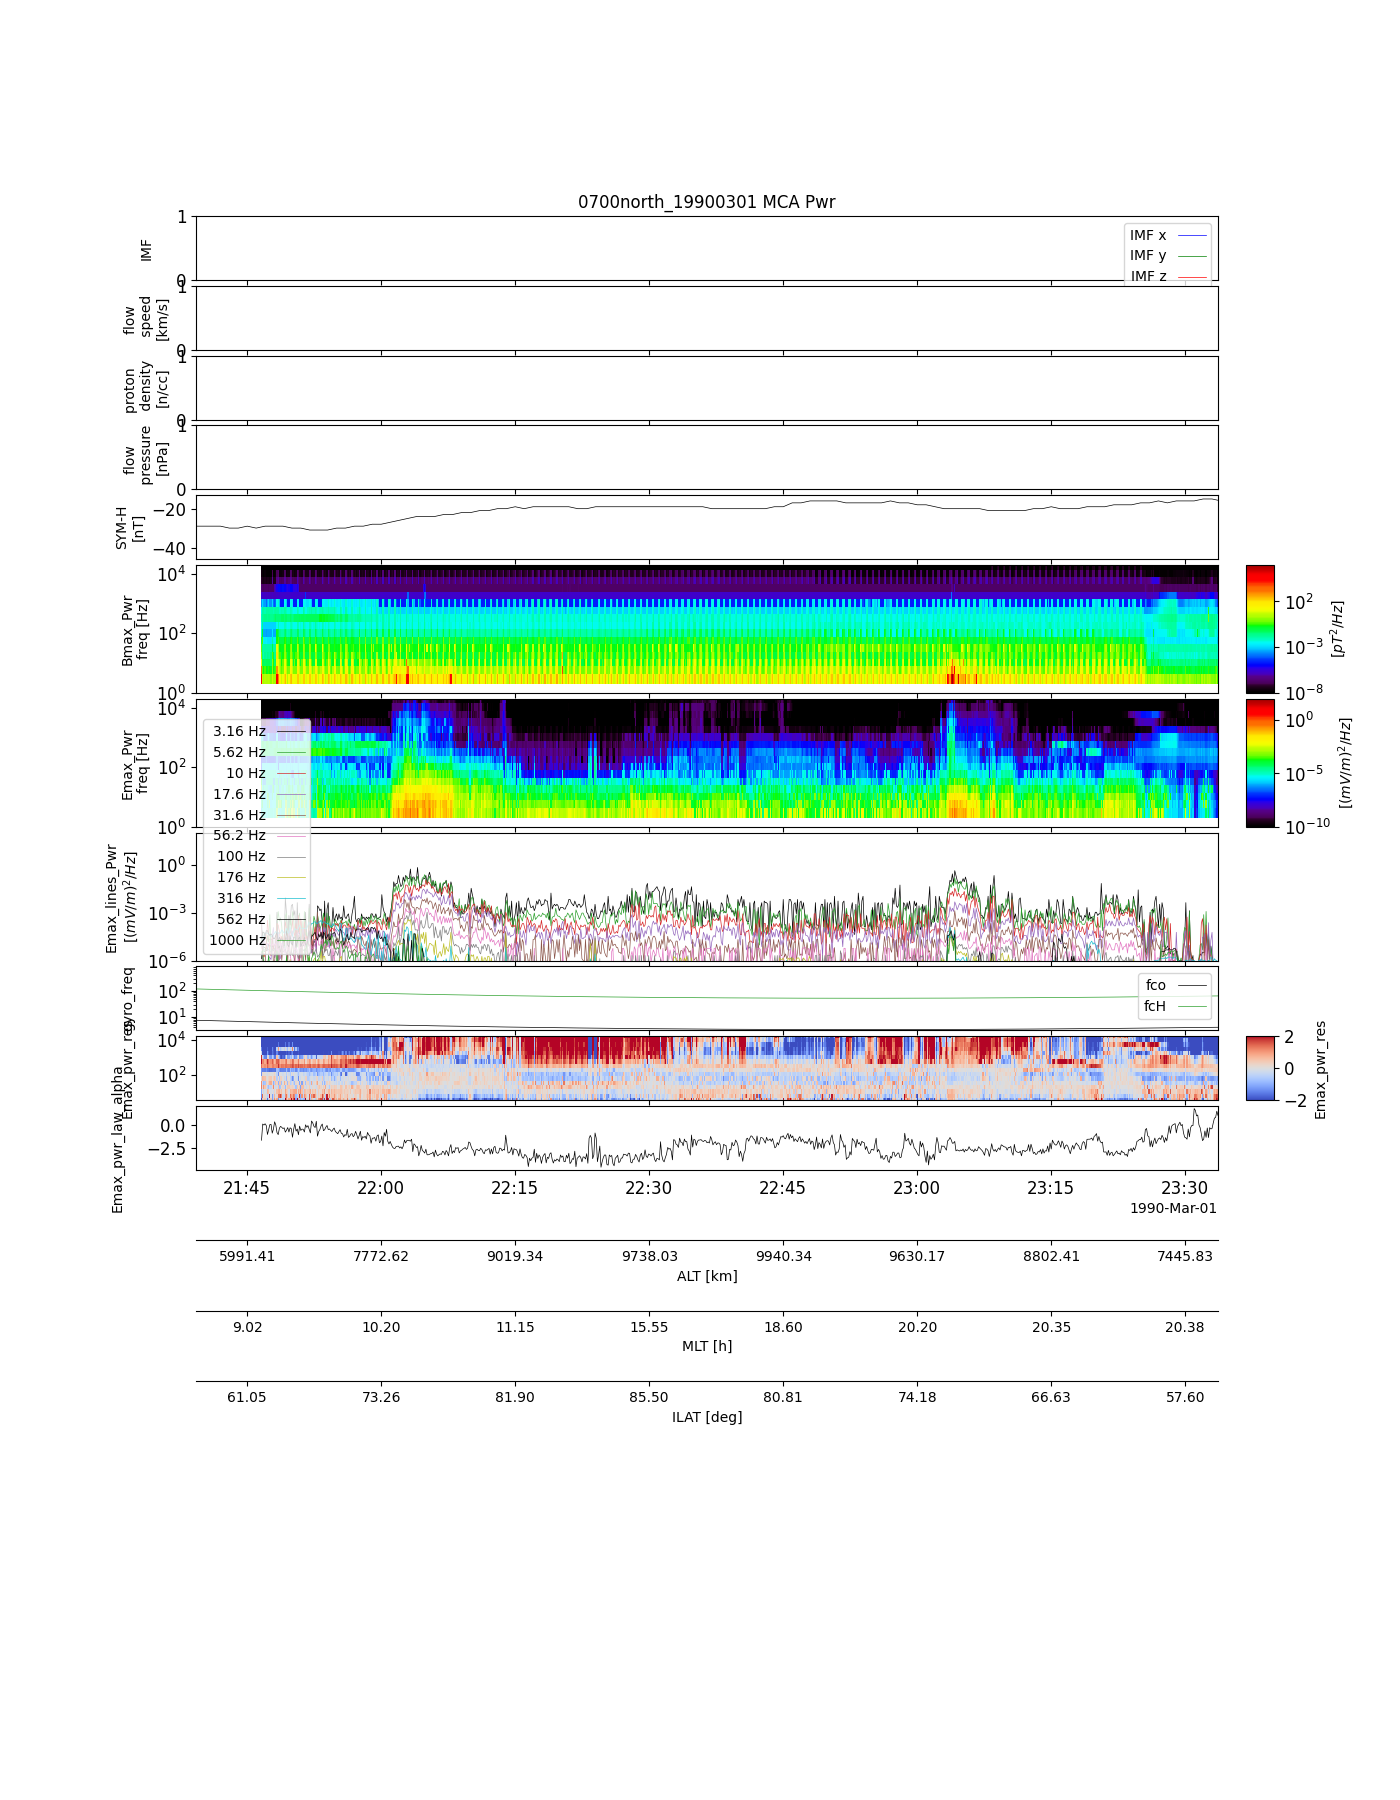 0700north_19900301 MCA Pwr
1
0
IMF
IMF x
IMF y
IMF z
1
0
flow
speed
[km/s]
1
0
proton
density
[n/cc]
1
0
flow
pressure
[nPa]
−20
−40
SYM-H
[nT]
10^4
10^2
10^0
Bmax_Pwr
freq [Hz]
10^2
10^−3
10^−8
[pT^2/Hz]
10^4
10^2
10^0
Emax_Pwr
freq [Hz]
10^0
10^−5
10^−10
[(mV/m)^2/Hz]
3.16 Hz
5.62 Hz
10 Hz
17.6 Hz
31.6 Hz
56.2 Hz
100 Hz
176 Hz
316 Hz
562 Hz
1000 Hz
10^0
10^−3
10^−6
Emax_lines_Pwr
[(mV/m)^2/Hz]
10^2
10^1
gyro_freq
fco
fcH
10^4
10^2
Emax_pwr_res
2
0
−2
Emax_pwr_res
0.0
−2.5
Emax_pwr_law_alpha
21:45 22:00 22:15 22:30 22:45 23:00 23:15 23:30
1990-Mar-01
5991.41 7772.62 9019.34 9738.03 9940.34 9630.17 8802.41 7445.83
ALT [km]
9.02 10.20 11.15 15.55 18.60 20.20 20.35 20.38
MLT [h]
61.05 73.26 81.90 85.50 80.81 74.18 66.63 57.60
ILAT [deg]